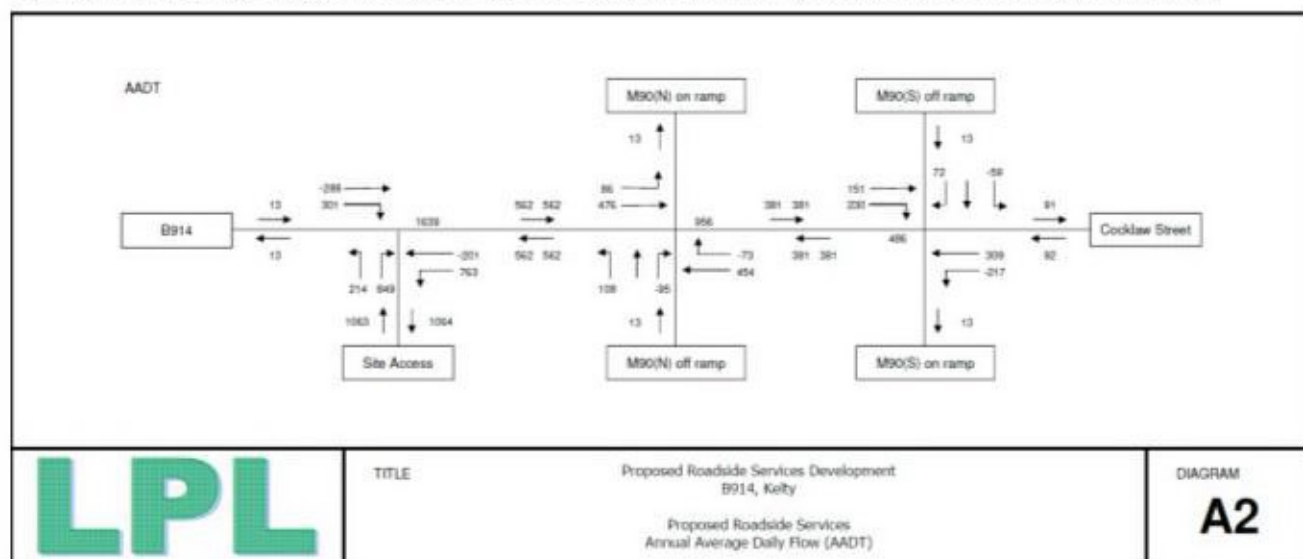 AADT
M90(N) on ramp
M90(S) off ramp
13
13
-288
301
86
476
151
230
72
-59
13
562 562
381 381
91
B914
1639
956
486
Cocklaw Street
13
562 562
381 381
92
-201
763
-73
454
309
-217
214 849
108
-95
1063
1064
13
13
Site Access
M90(N) off ramp
M90(S) on ramp
LPL
TITLE
Proposed Roadside Services Development
B914, Kelty
Proposed Roadside Services
Annual Average Daily Flow (AADT)
DIAGRAM
A2